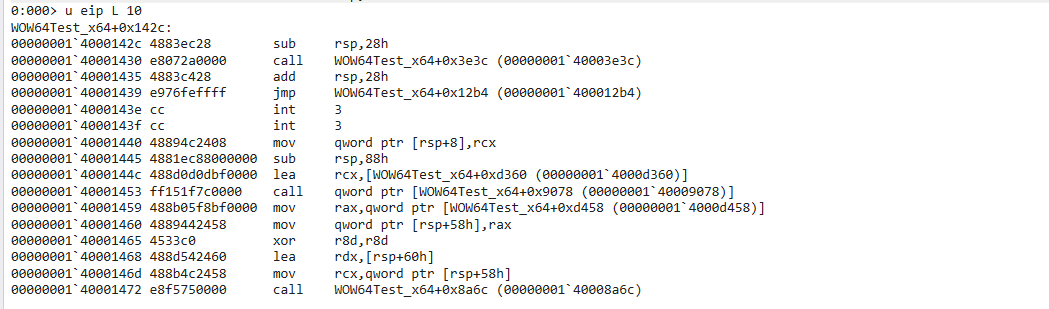 0:000> u eip L 10
WOW64Test_x64+0x142c:
00000001`4000142c 4883ec28        sub     rsp,28h
00000001`40001430 e8072a0000      call    WOW64Test_x64+0x3e3c (00000001`40003e3c)
00000001`40001435 4883c428        add     rsp,28h
00000001`40001439 e976feffff      jmp     WOW64Test_x64+0x12b4 (00000001`400012b4)
00000001`4000143e cc              int     3
00000001`4000143f cc              int     3
00000001`40001440 48894c2408      mov     qword ptr [rsp+8],rcx
00000001`40001445 4881ec88000000  sub     rsp,88h
00000001`4000144c 488d0d0dbf0000  lea     rcx,[WOW64Test_x64+0xd360 (00000001`4000d360)]
00000001`40001453 ff151f7c0000    call    qword ptr [WOW64Test_x64+0x9078 (00000001`40009078)]
00000001`40001459 488b05f8bf0000  mov     rax,qword ptr [WOW64Test_x64+0xd458 (00000001`4000d458)]
00000001`40001460 4889442458      mov     qword ptr [rsp+58h],rax
00000001`40001465 4533c0          xor     r8d,r8d
00000001`40001468 488d542460      lea     rdx,[rsp+60h]
00000001`4000146d 488b4c2458      mov     rcx,qword ptr [rsp+58h]
00000001`40001472 e8f5750000      call    WOW64Test_x64+0x8a6c (00000001`40008a6c)